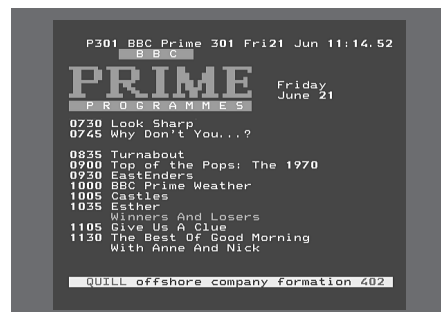 P301 BBC Prime 301 Fri21 Jun 11:14.52
BBC
PRIME
PROGRAMMES
Friday
June 21
0730 Look Sharp
0745 Why Don't You...?
0835 Turnabout
0900 Top of the Pops: The 1970
0930 EastEnders
1000 BBC Prime Weather
1005 Castles
1035 Esther
Winners And Losers
1105 Give Us A Clue
1130 The Best Of Good Morning
With Anne And Nick
QUILL offshore company formation 402